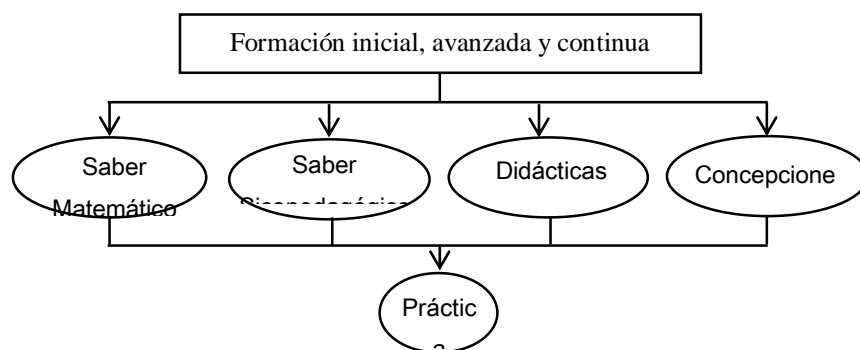 Formación inicial, avanzada y continua
Saber
Matemático
Saber
Didácticas
Concepcione
Práctic
a